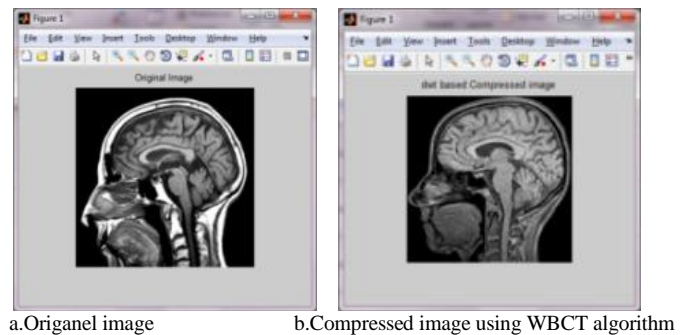 Figure 1
File Edit View Insert Tools Desktop Window Help
Original Image
Figure 1
File Edit View Insert Tools Desktop Window Help
dwt based Compressed image
a.Origanel image
b.Compressed image using WBCT algorithm